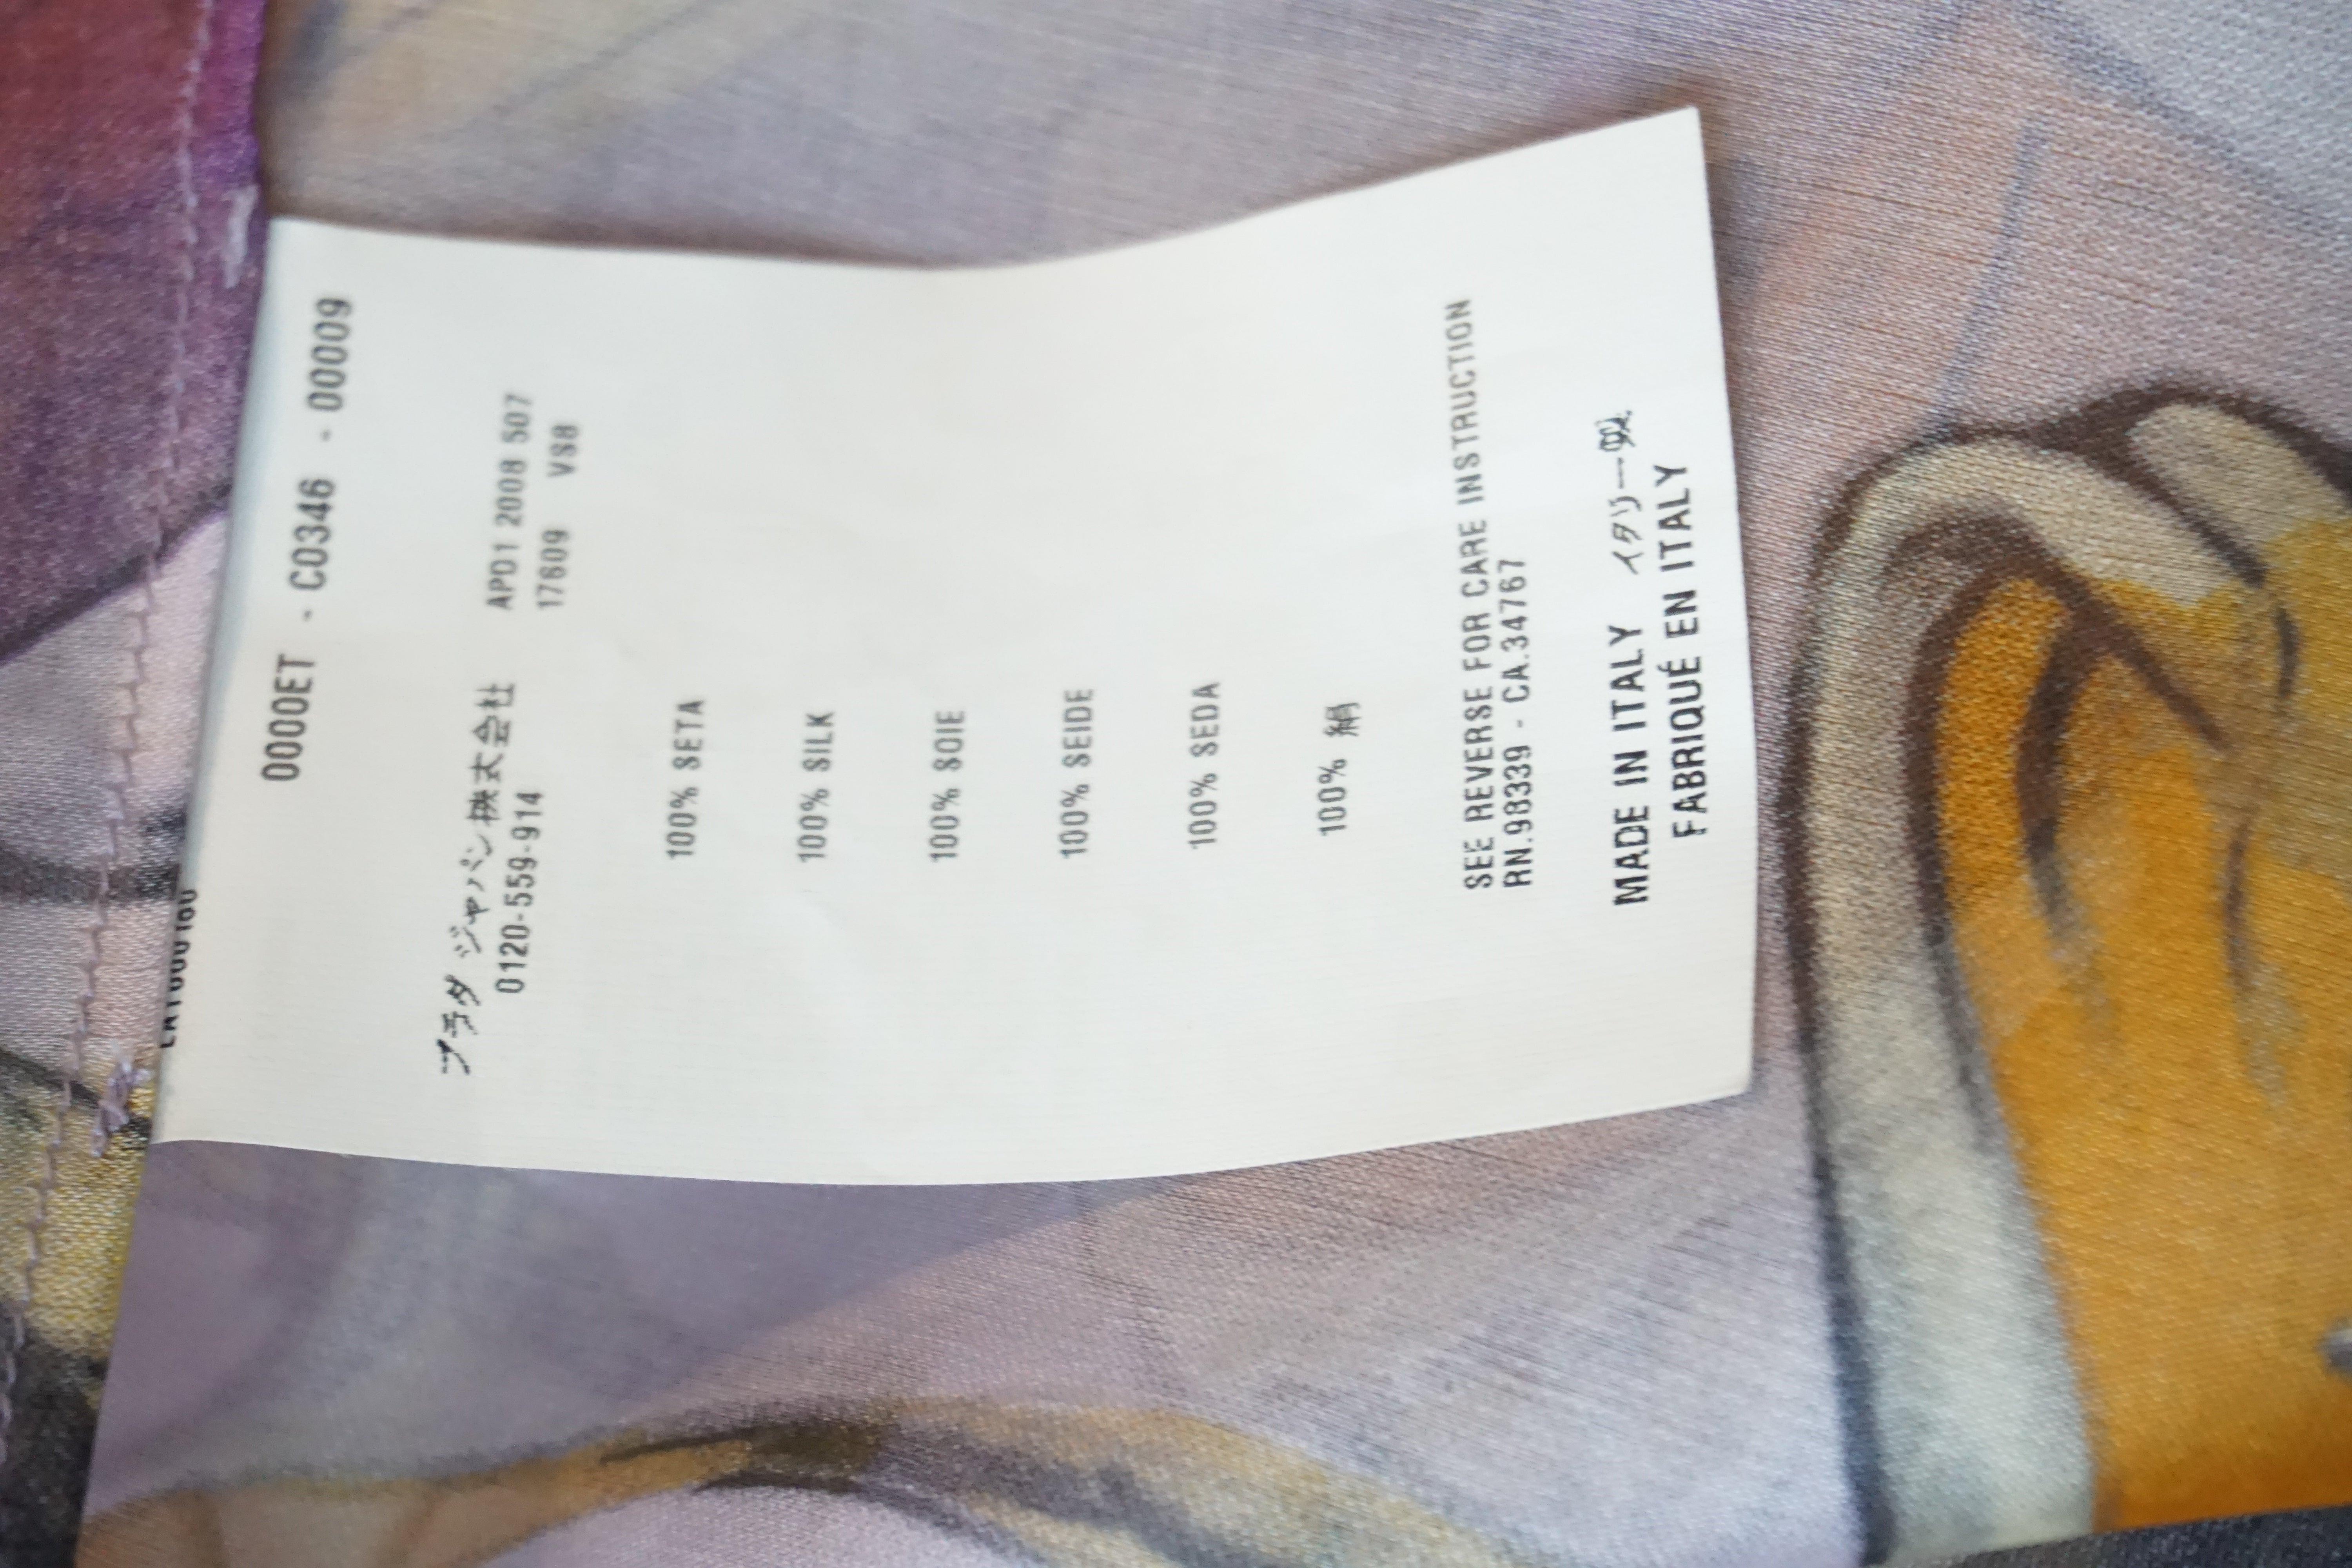 0000ET - C0346 - 00009
プラダ ジャパン株式会社 APD1 2008 507
0120-559-914 17609 VS8
100% SETA
100% SILK
100% SOIE
100% SEIDE
100% SEDA
100% 絹
SEE REVERSE FOR CARE INSTRUCTION
RN.98339 - CA.34767
MADE IN ITALY イタリー製
FABRIQUÉ EN ITALY